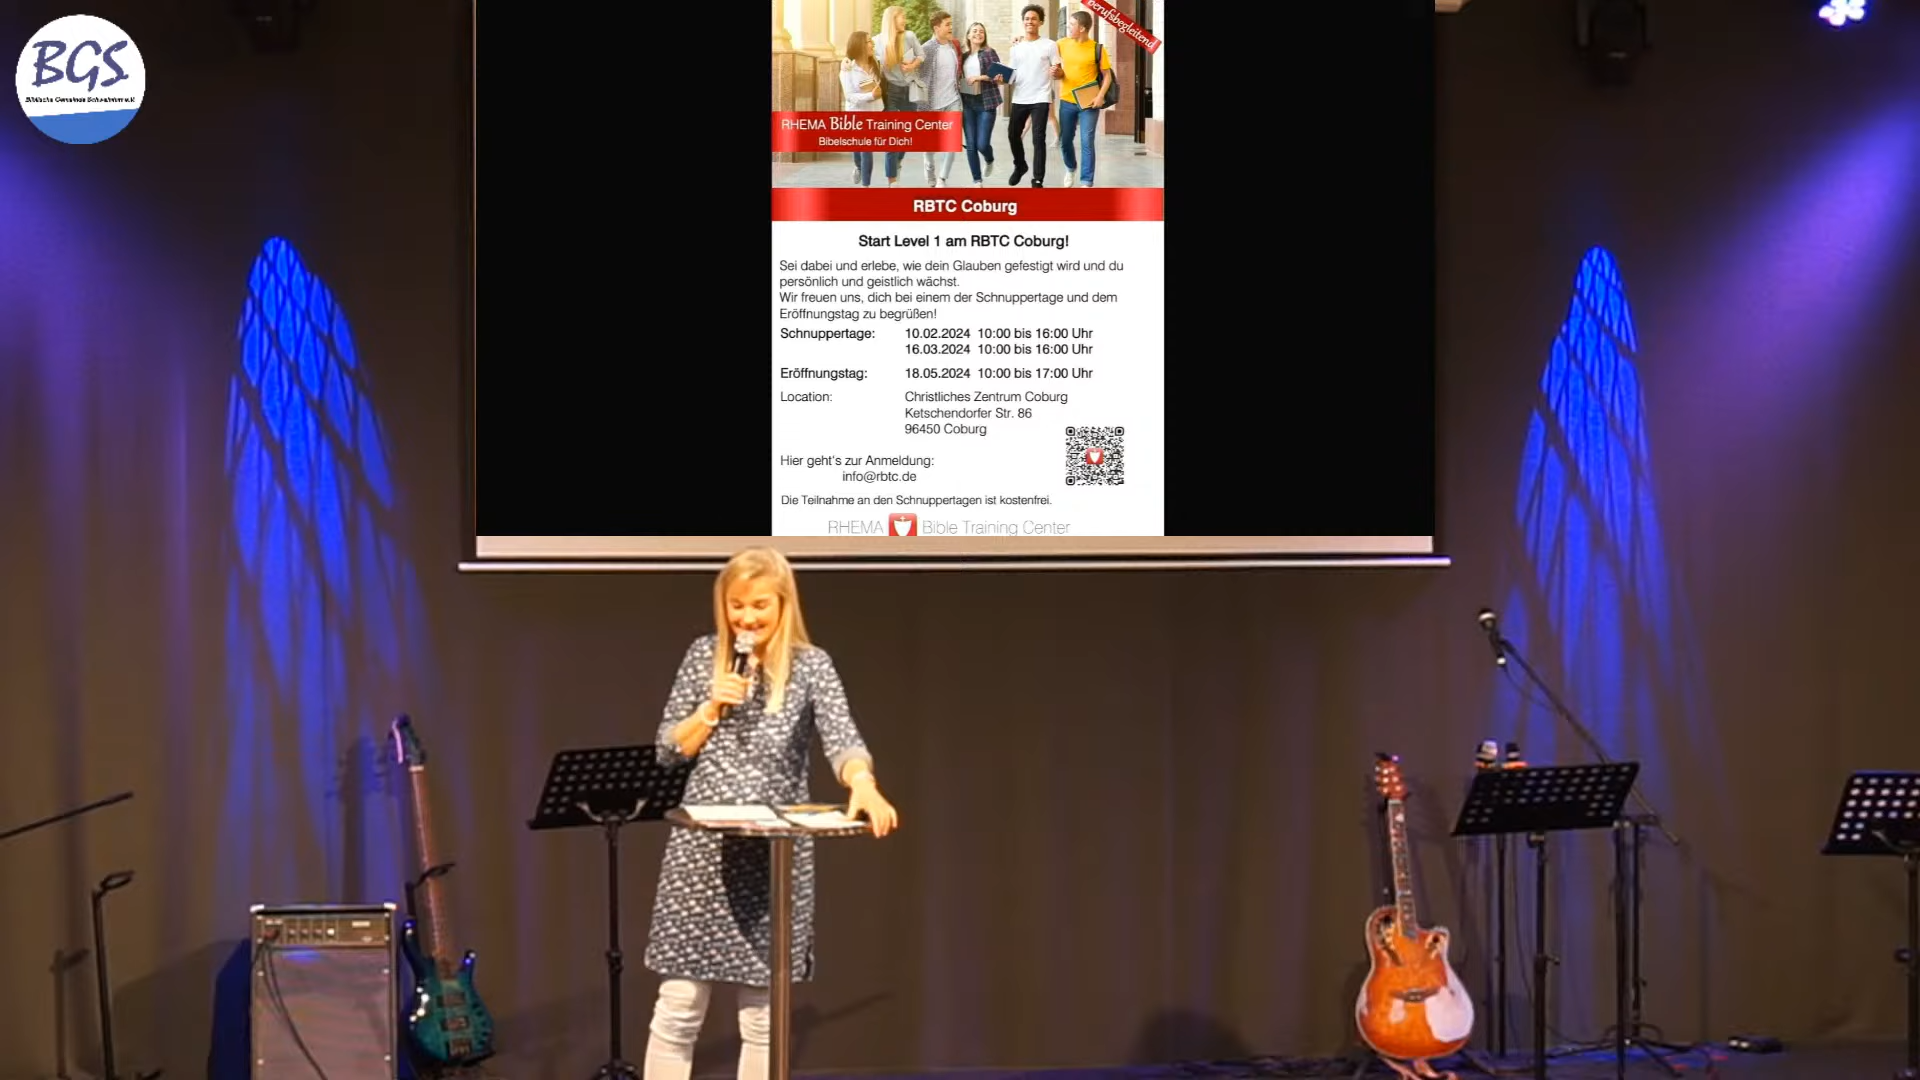 BGS
Biblische Gemeinde Schweinfurt e.V.
berufsbegleitend
RHEMA Bible Training Center
Bibelschule für Dich!
RBTC Coburg
Start Level 1 am RBTC Coburg!
Sei dabei und erlebe, wie dein Glauben gefestigt wird und du
persönlich und geistlich wächst.
Wir freuen uns, dich bei einem der Schnuppertage und dem
Eröffnungstag zu begrüßen!
Schnuppertage: 10.02.2024 10:00 bis 16:00 Uhr
16.03.2024 10:00 bis 16:00 Uhr
Eröffnungstag: 18.05.2024 10:00 bis 17:00 Uhr
Location: Christliches Zentrum Coburg
Ketschendorfer Str. 86
96450 Coburg
Hier geht's zur Anmeldung:
info@rbtc.de
Die Teilnahme an den Schnuppertagen ist kostenfrei.
RHEMA Bible Training Center